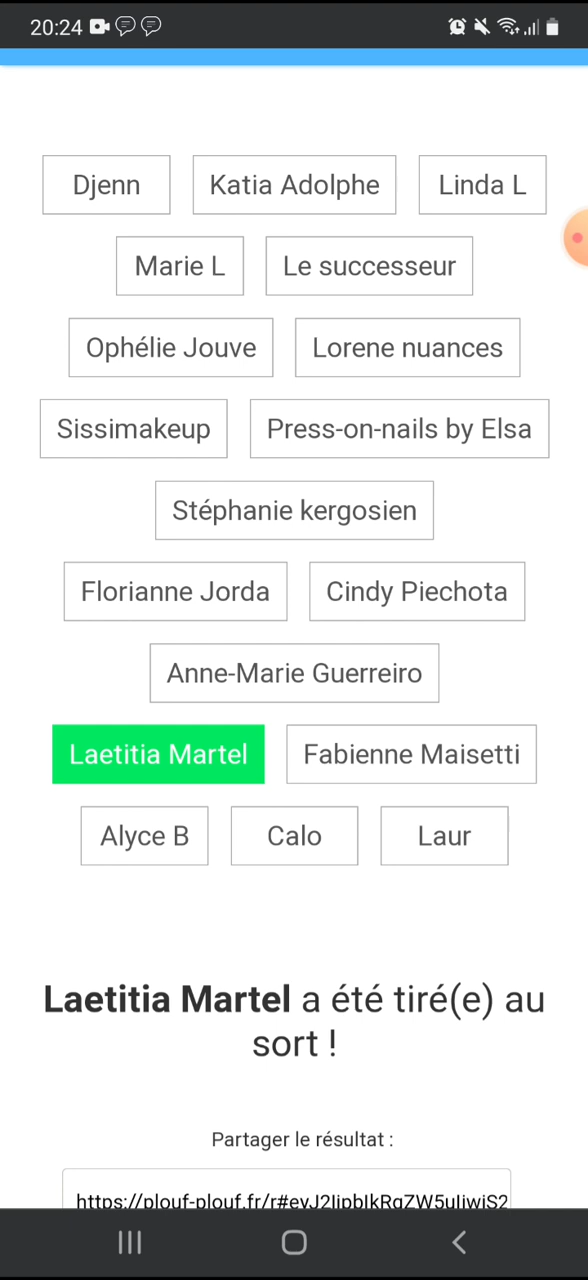 20:24
Djenn Katia Adolphe Linda L
Marie L Le successeur
Ophélie Jouve Lorene nuances
Sissimakeup Press-on-nails by Elsa
Stéphanie kergosien
Florianne Jorda Cindy Piechota
Anne-Marie Guerreiro
Laetitia Martel Fabienne Maisetti
Alyce B Calo Laur
Laetitia Martel a été tiré(e) au
sort !
Partager le résultat :